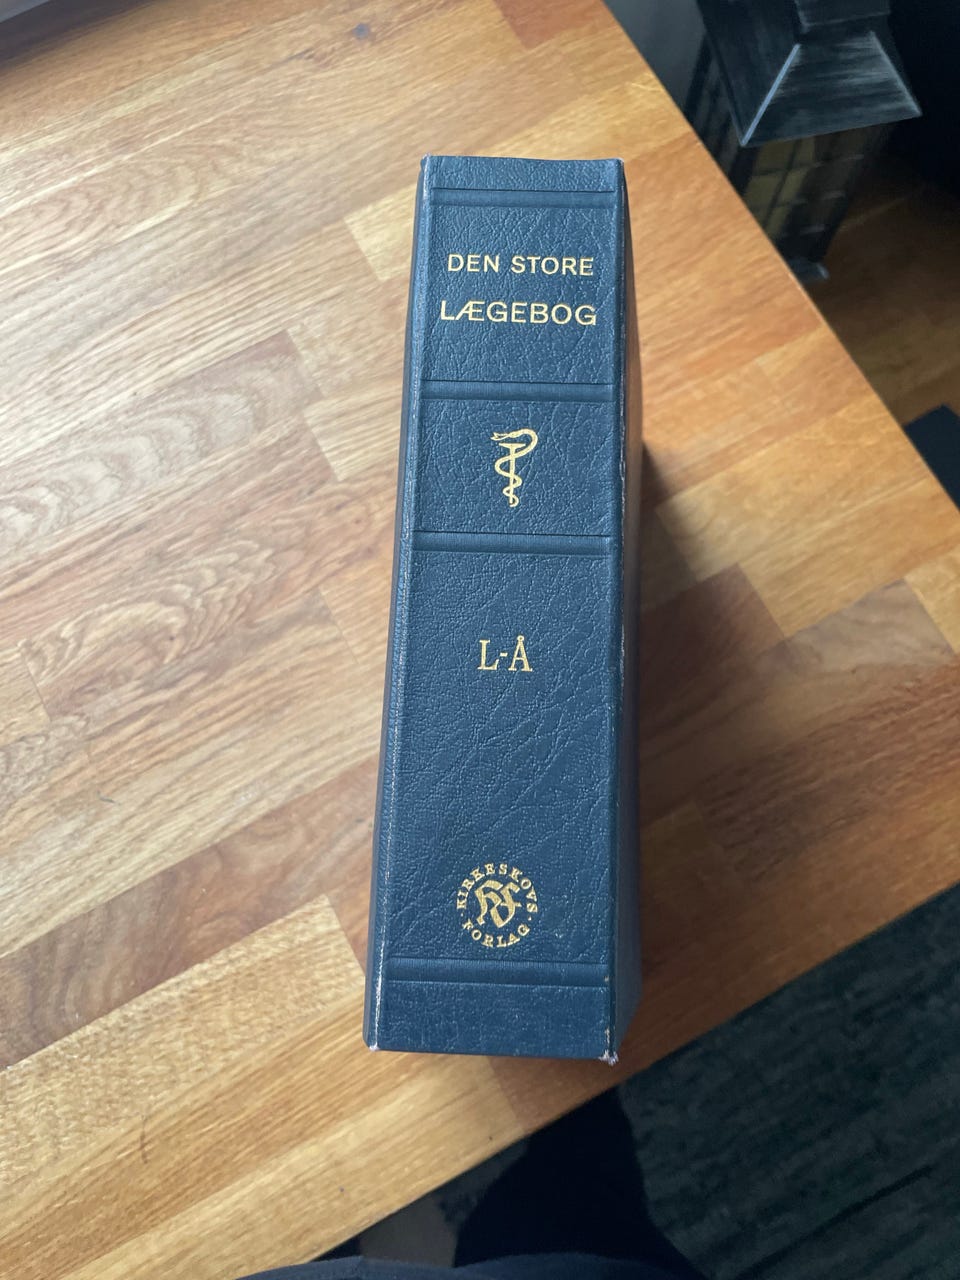 DEN STORE
LÆGEBOG
L-Å
KIRKESKOVS
FORLAG